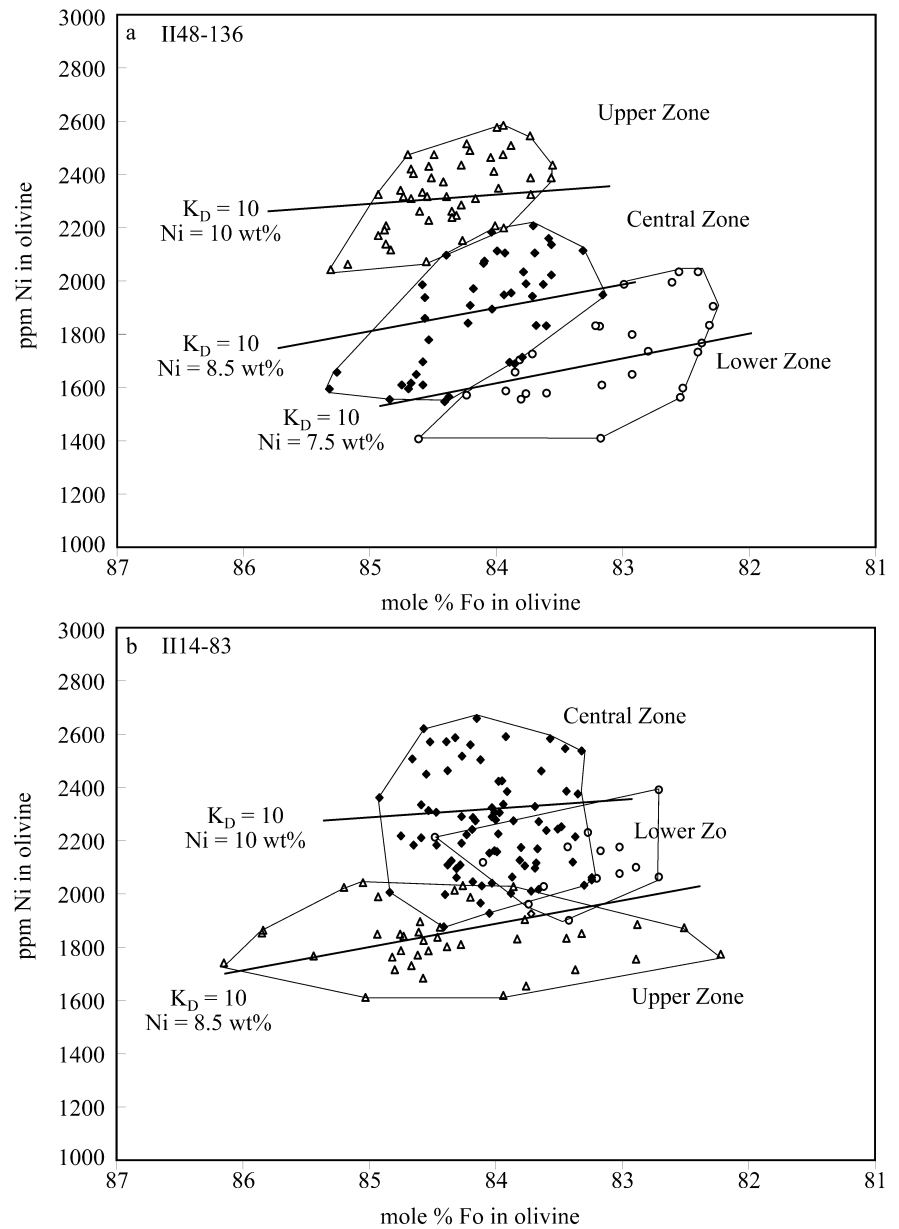 3000
a II48-136
2800
2600
Upper Zone
2400
K_D = 10
Ni = 10 wt%
2200
Central Zone
2000
ppm Ni in olivine
1800
K_D = 10
Ni = 8.5 wt%
Lower Zone
1600
K_D = 10
Ni = 7.5 wt%
1400
1200
1000
87 86 85 84 83 82 81
mole % Fo in olivine
3000
b II14-83
2800
Central Zone
2600
2400
K_D = 10
Ni = 10 wt%
Lower Zo
2200
2000
ppm Ni in olivine
1800
K_D = 10
Ni = 8.5 wt%
Upper Zone
1600
1400
1200
1000
87 86 85 84 83 82 81
mole % Fo in olivine